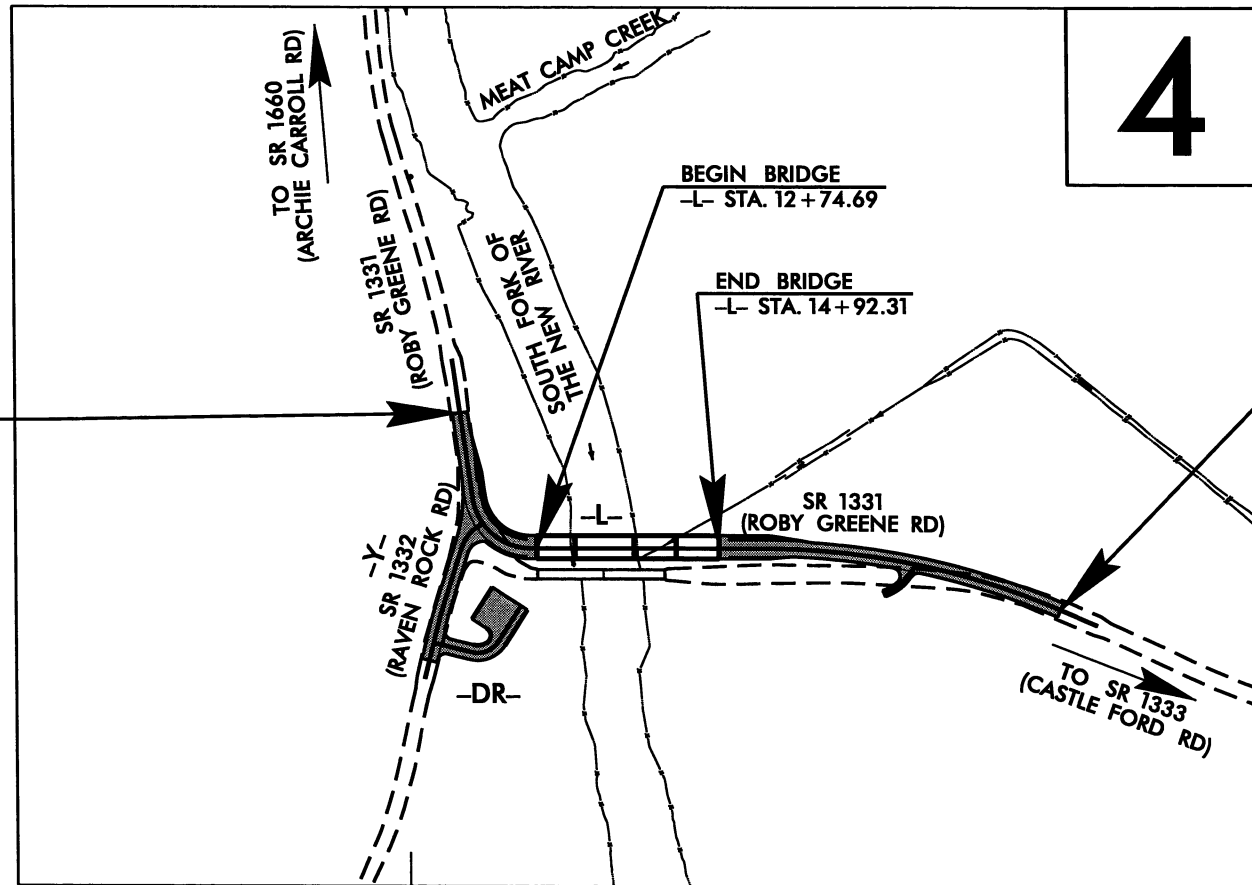 4
MEAT CAMP CREEK
TO SR 1660
(ARCHIE CARROLL RD)
BEGIN BRIDGE
-L- STA. 12+74.69
SR 1331
(ROBY GREENE RD)
SOUTH FORK OF
THE NEW RIVER
END BRIDGE
-L- STA. 14+92.31
-L-
SR 1331
(ROBY GREENE RD)
-Y-
SR 1332
(RAVEN ROCK RD)
-DR-
TO SR 1333
(CASTLE FORD RD)